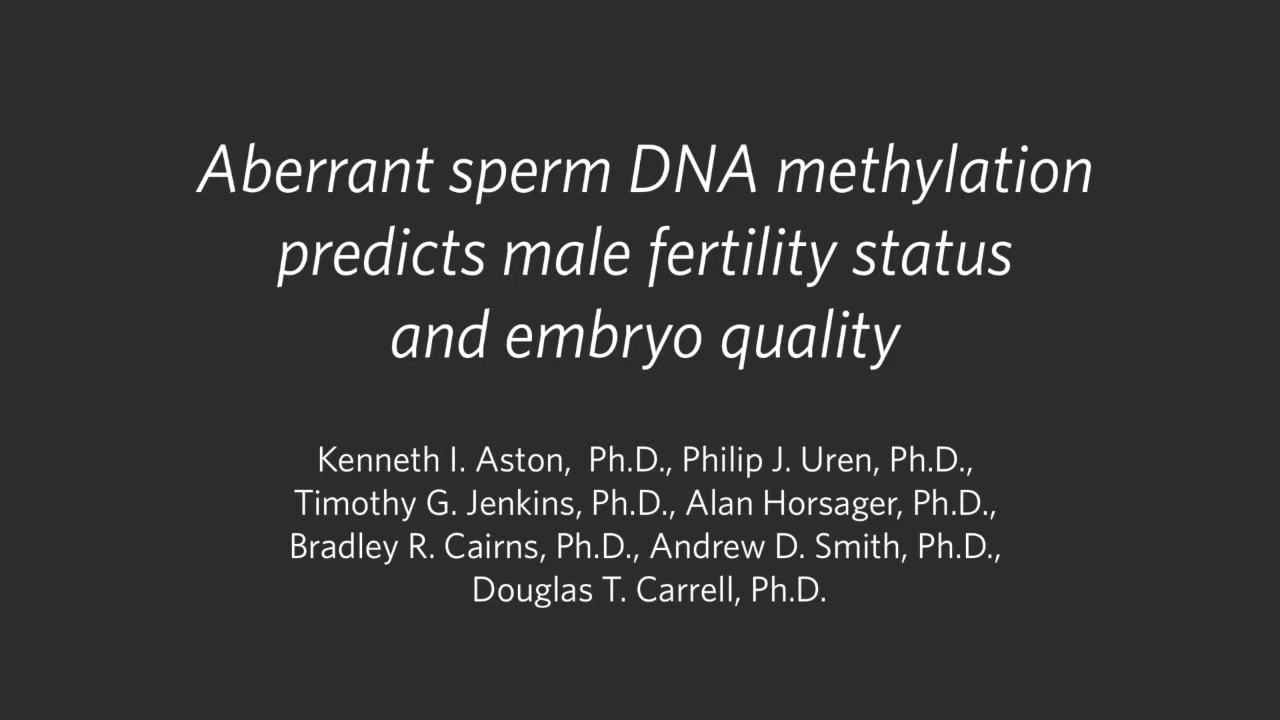 Aberrant sperm DNA methylation
predicts male fertility status
and embryo quality
Kenneth I. Aston,  Ph.D., Philip J. Uren, Ph.D.,
Timothy G. Jenkins, Ph.D., Alan Horsager, Ph.D.,
Bradley R. Cairns, Ph.D., Andrew D. Smith, Ph.D.,
Douglas T. Carrell, Ph.D.